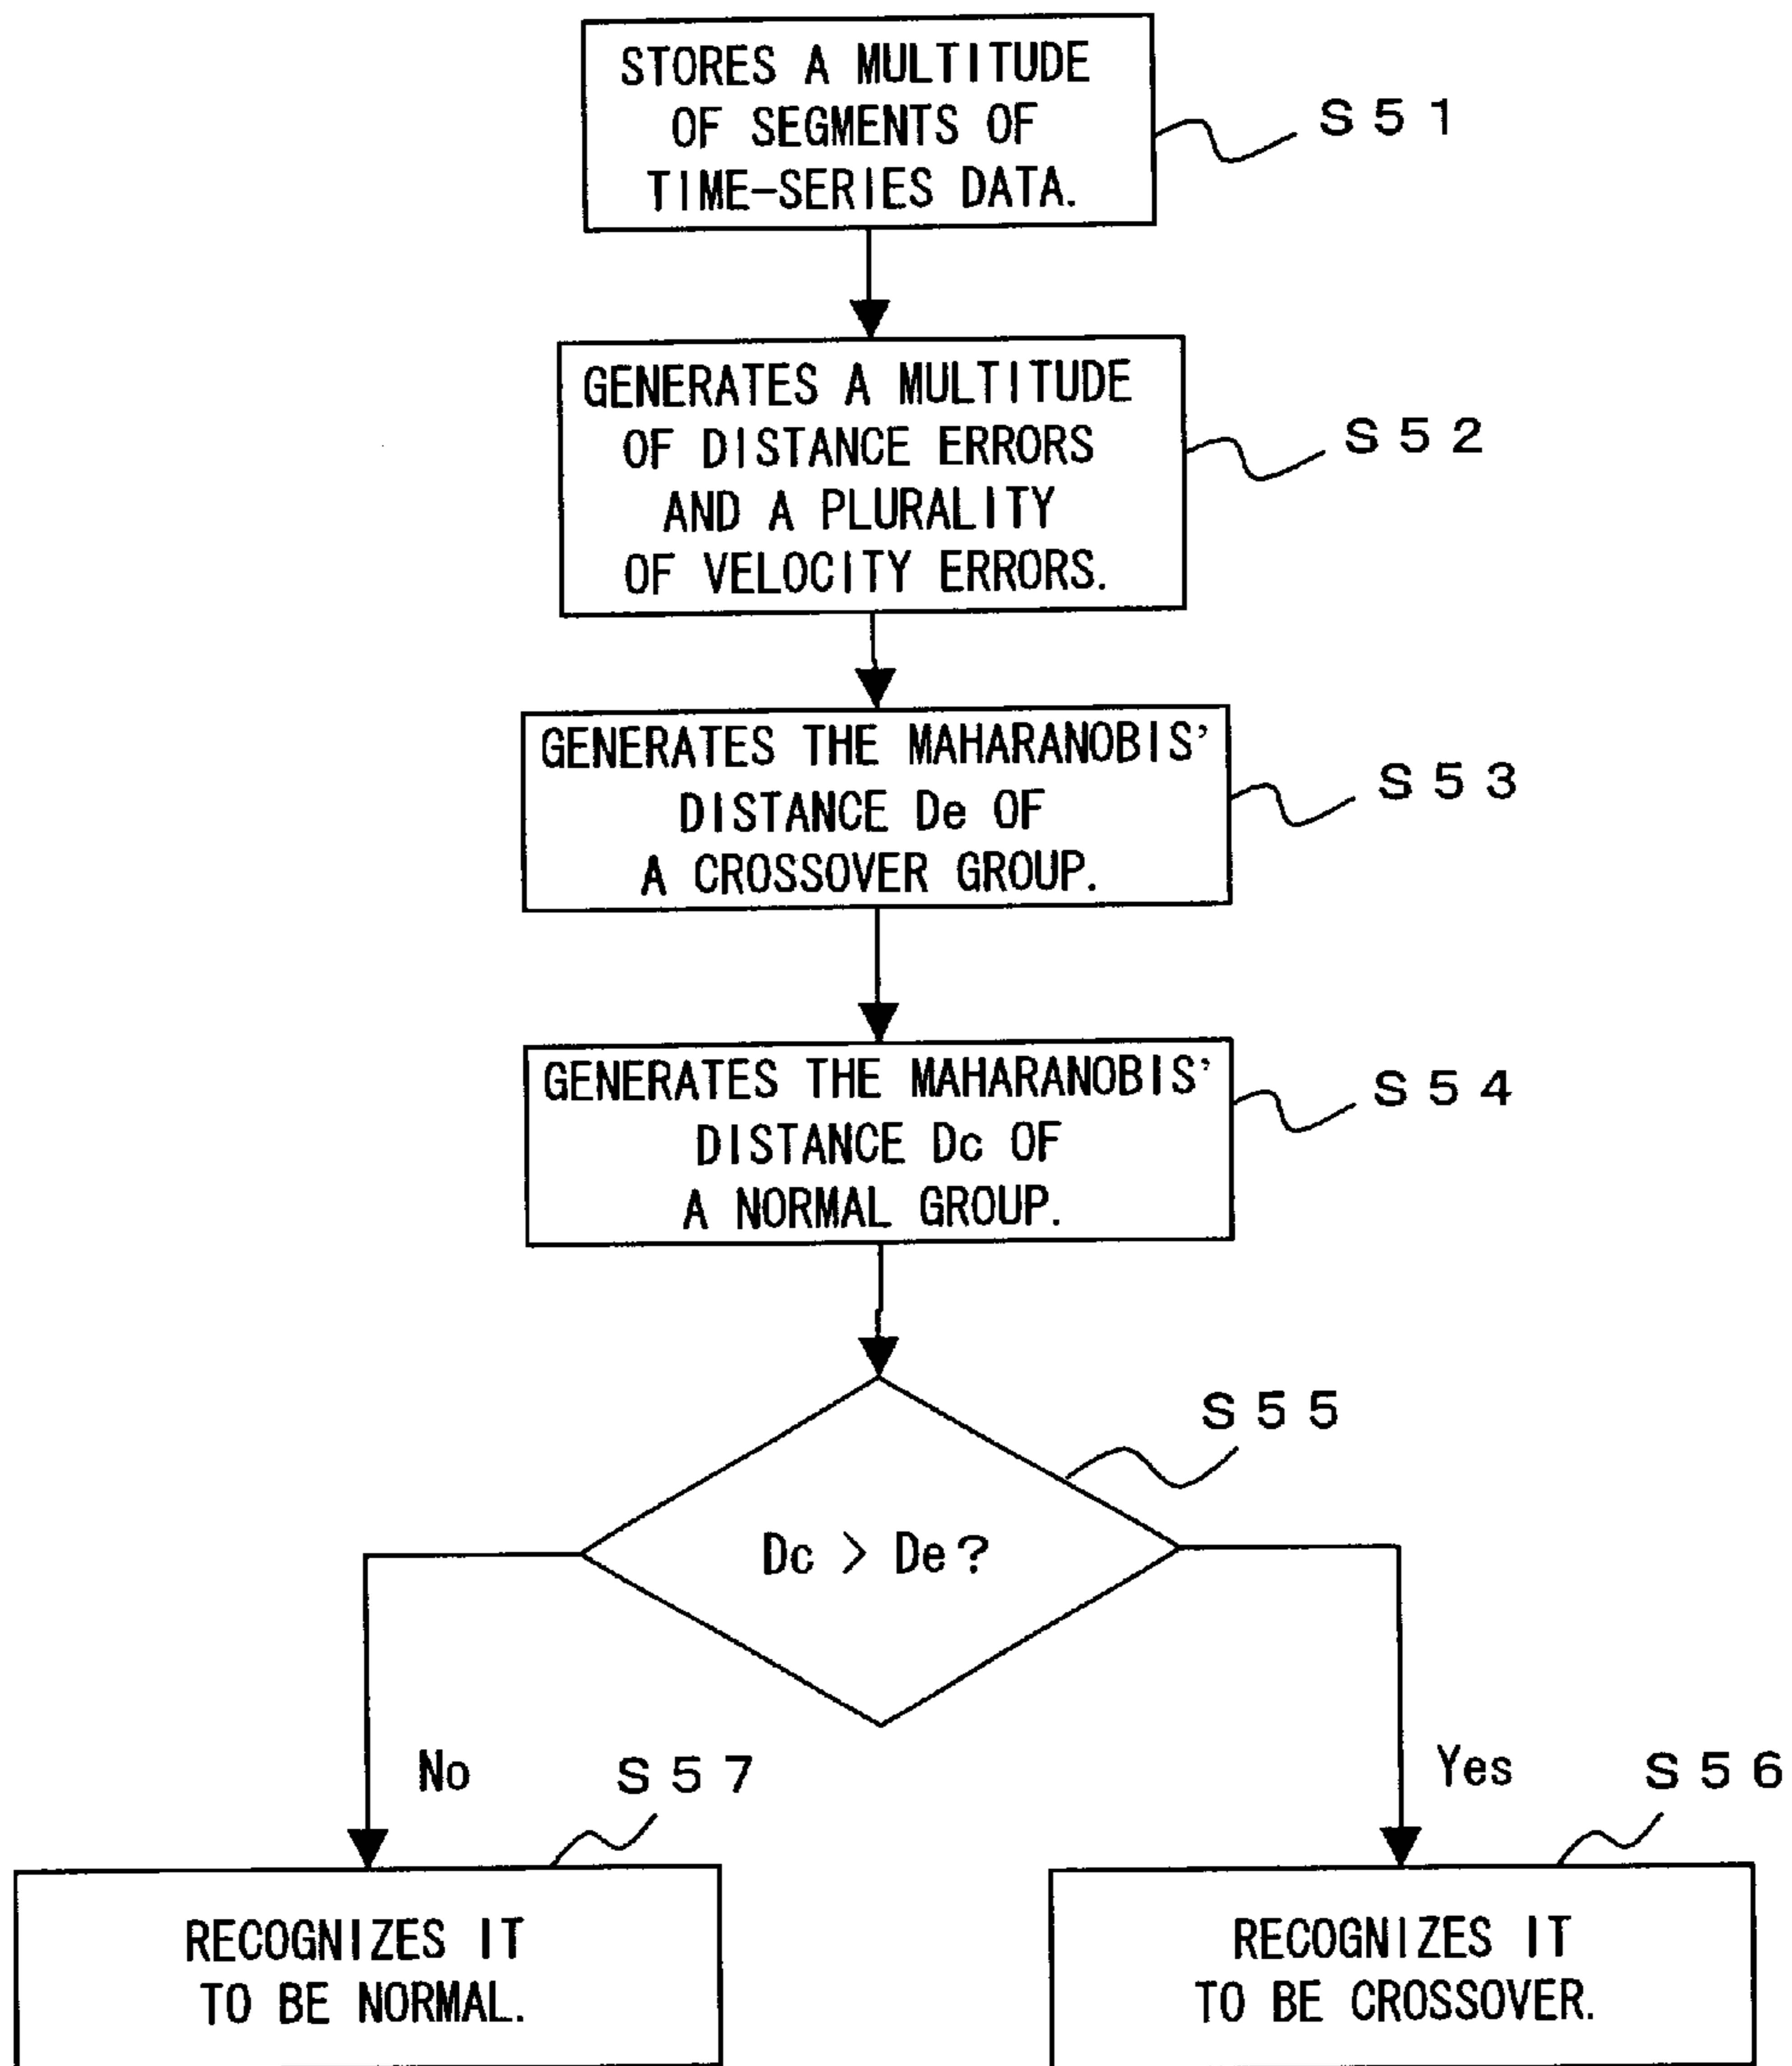 STORES A MULTITUDE
OF SEGMENTS OF
TIME-SERIES DATA.
S51
GENERATES A MULTITUDE
OF DISTANCE ERRORS
AND A PLURALITY
OF VELOCITY ERRORS.
S52
GENERATES THE MAHARANOBIS'
DISTANCE De OF
A CROSSOVER GROUP.
S53
GENERATES THE MAHARANOBIS'
DISTANCE Dc OF
A NORMAL GROUP.
S54
S55
Dc > De?
No
S57
Yes
S56
RECOGNIZES IT
TO BE NORMAL.
RECOGNIZES IT
TO BE CROSSOVER.